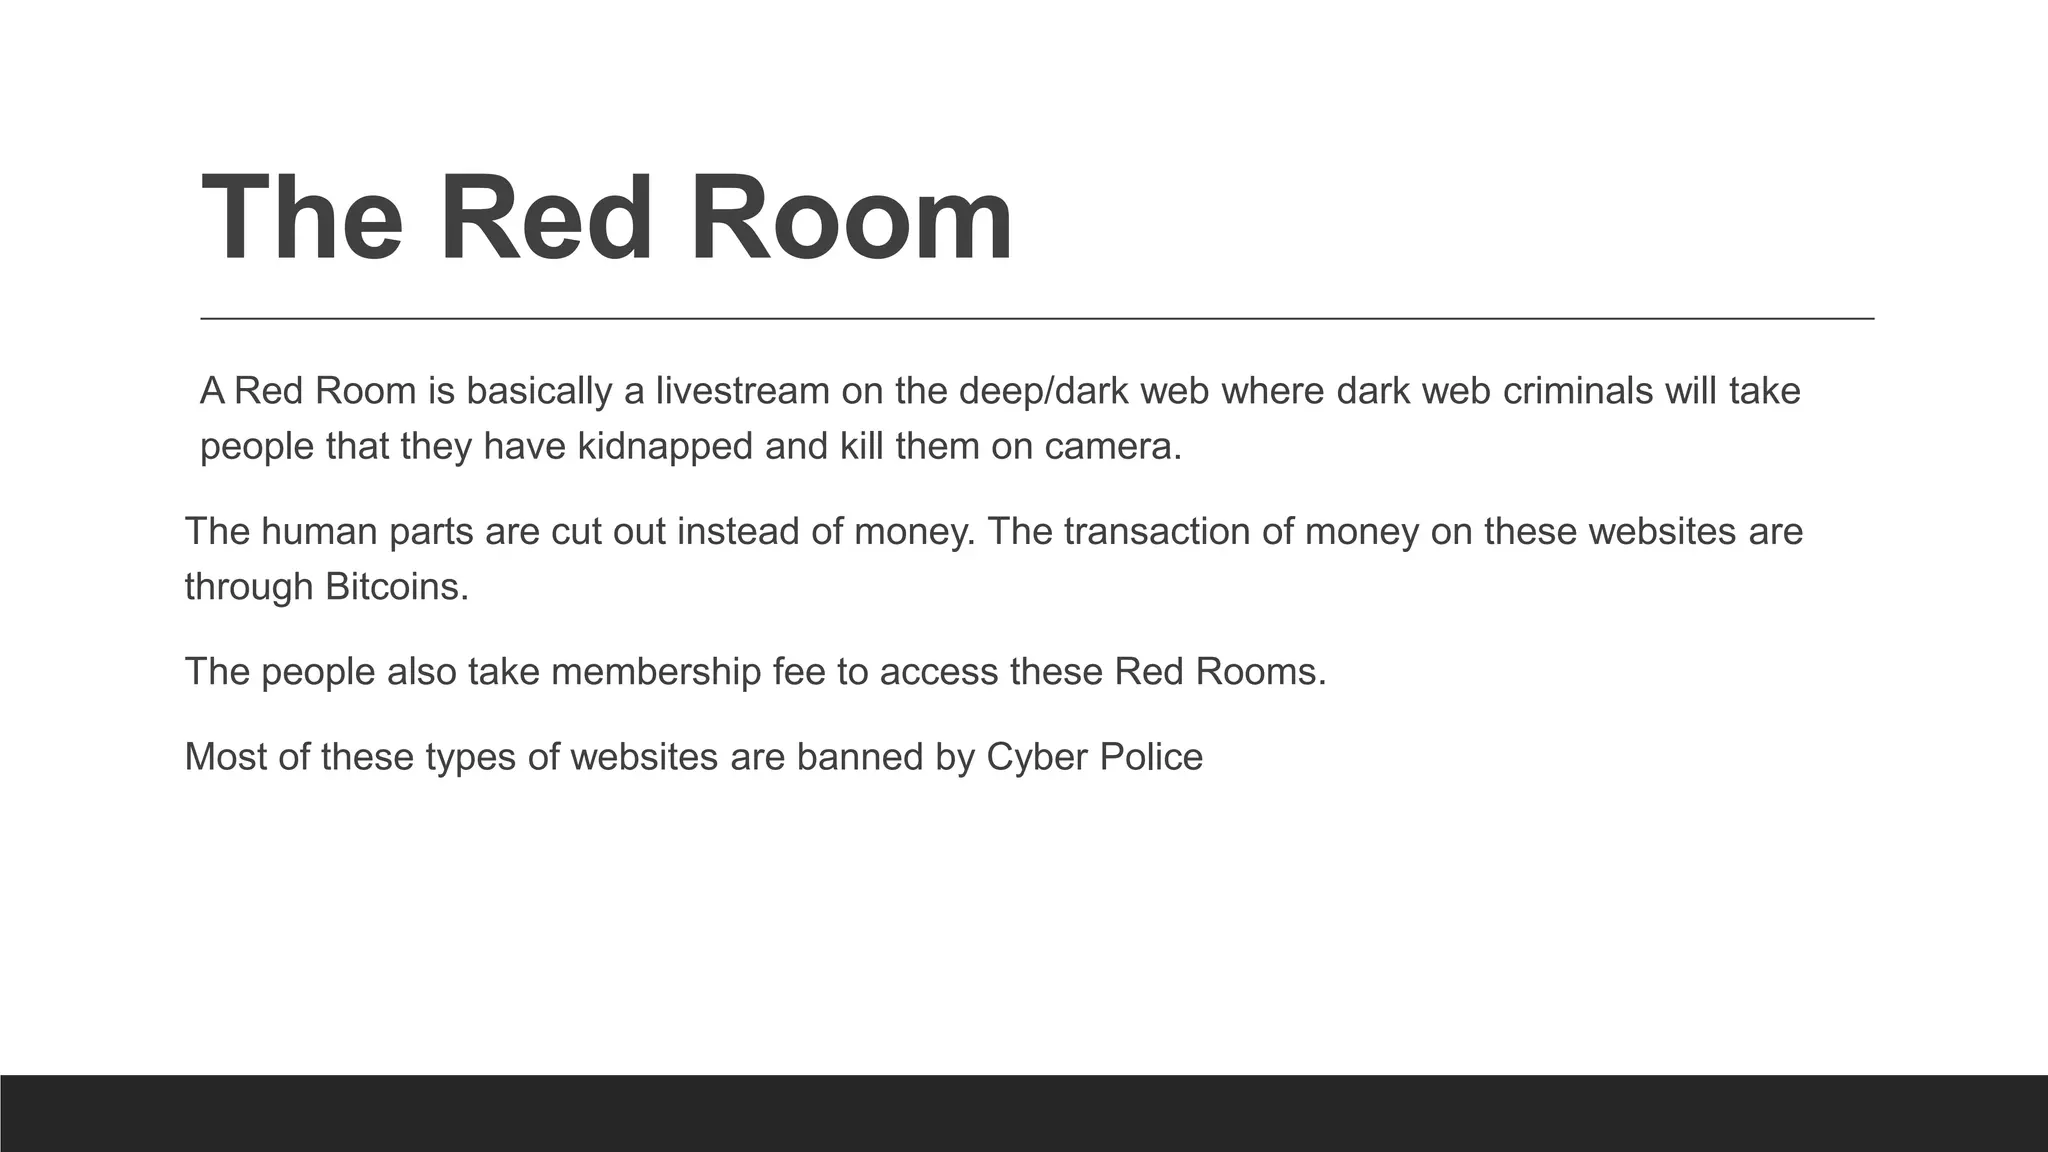 The Red Room
A Red Room is basically a livestream on the deep/dark web where dark web criminals will take
people that they have kidnapped and kill them on camera.
The human parts are cut out instead of money. The transaction of money on these websites are
through Bitcoins.
The people also take membership fee to access these Red Rooms.
Most of these types of websites are banned by Cyber Police